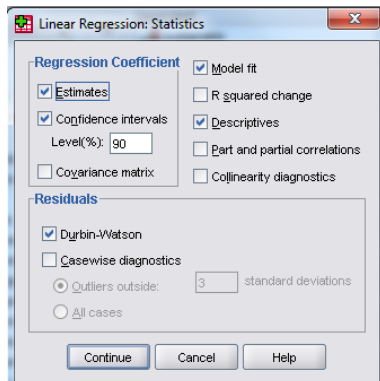 Linear Regression: Statistics
Regression Coefficient
Estimates
Confidence intervals
Level(%): 90
Covariance matrix
Model fit
R squared change
Descriptives
Part and partial correlations
Collinearity diagnostics
Residuals
Durbin-Watson
Casewise diagnostics
Outliers outside: 3 standard deviations
All cases
Continue Cancel Help